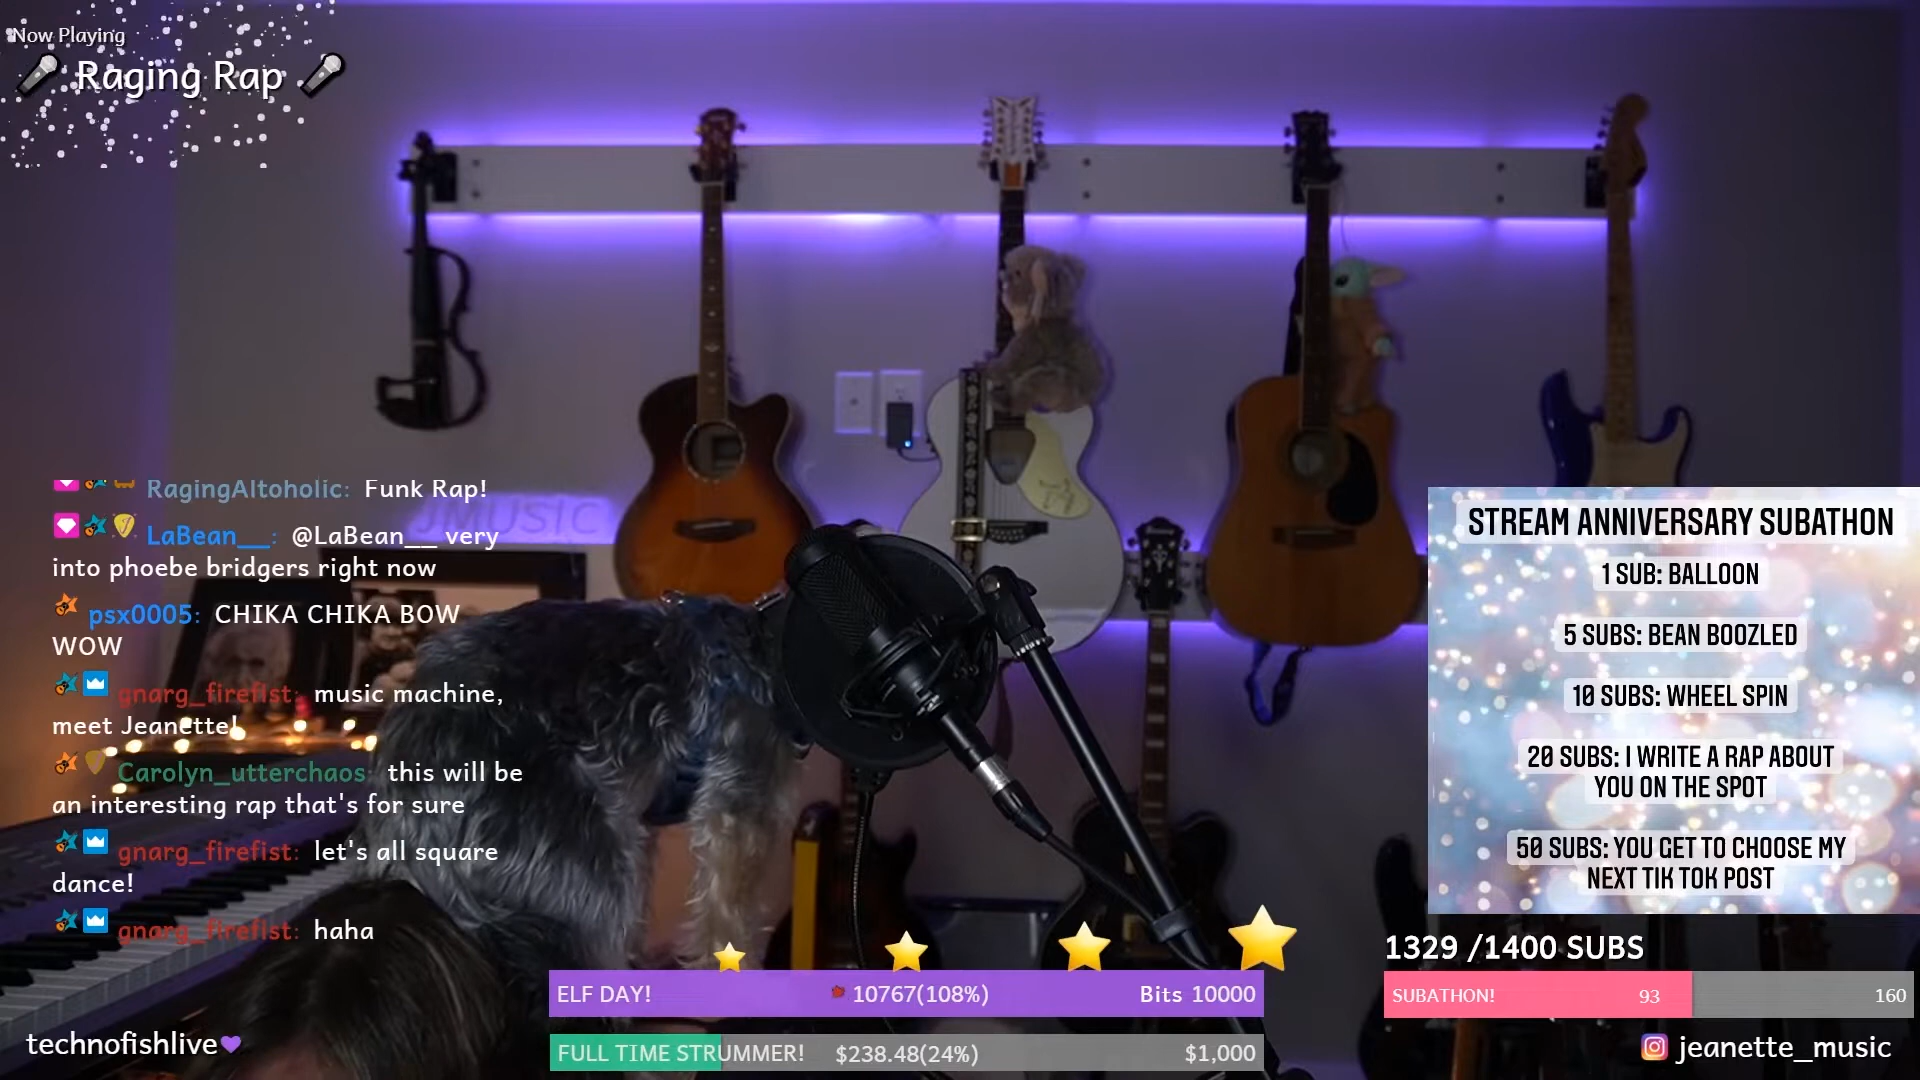 Now Playing
🎤 Raging Rap 🎤
RagingAltoholic: Funk Rap!
LaBean__: @LaBean__ very
into phoebe bridgers right now
psx0005: CHIKA CHIKA BOW
WOW
gnarg_firefist: music machine,
meet Jeanette!
Carolyn_utterchaos: this will be
an interesting rap that's for sure
gnarg_firefist: let's all square
dance!
gnarg_firefist: haha
technofishlive💜
JMUSIC
ELF DAY! 10767(108%) Bits 10000
FULL TIME STRUMMER! $238.48(24%) $1,000
STREAM ANNIVERSARY SUBATHON
1 SUB: BALLOON
5 SUBS: BEAN BOOZLED
10 SUBS: WHEEL SPIN
20 SUBS: I WRITE A RAP ABOUT
YOU ON THE SPOT
50 SUBS: YOU GET TO CHOOSE MY
NEXT TIK TOK POST
1329 /1400 SUBS
SUBATHON! 93 160
jeanette_music